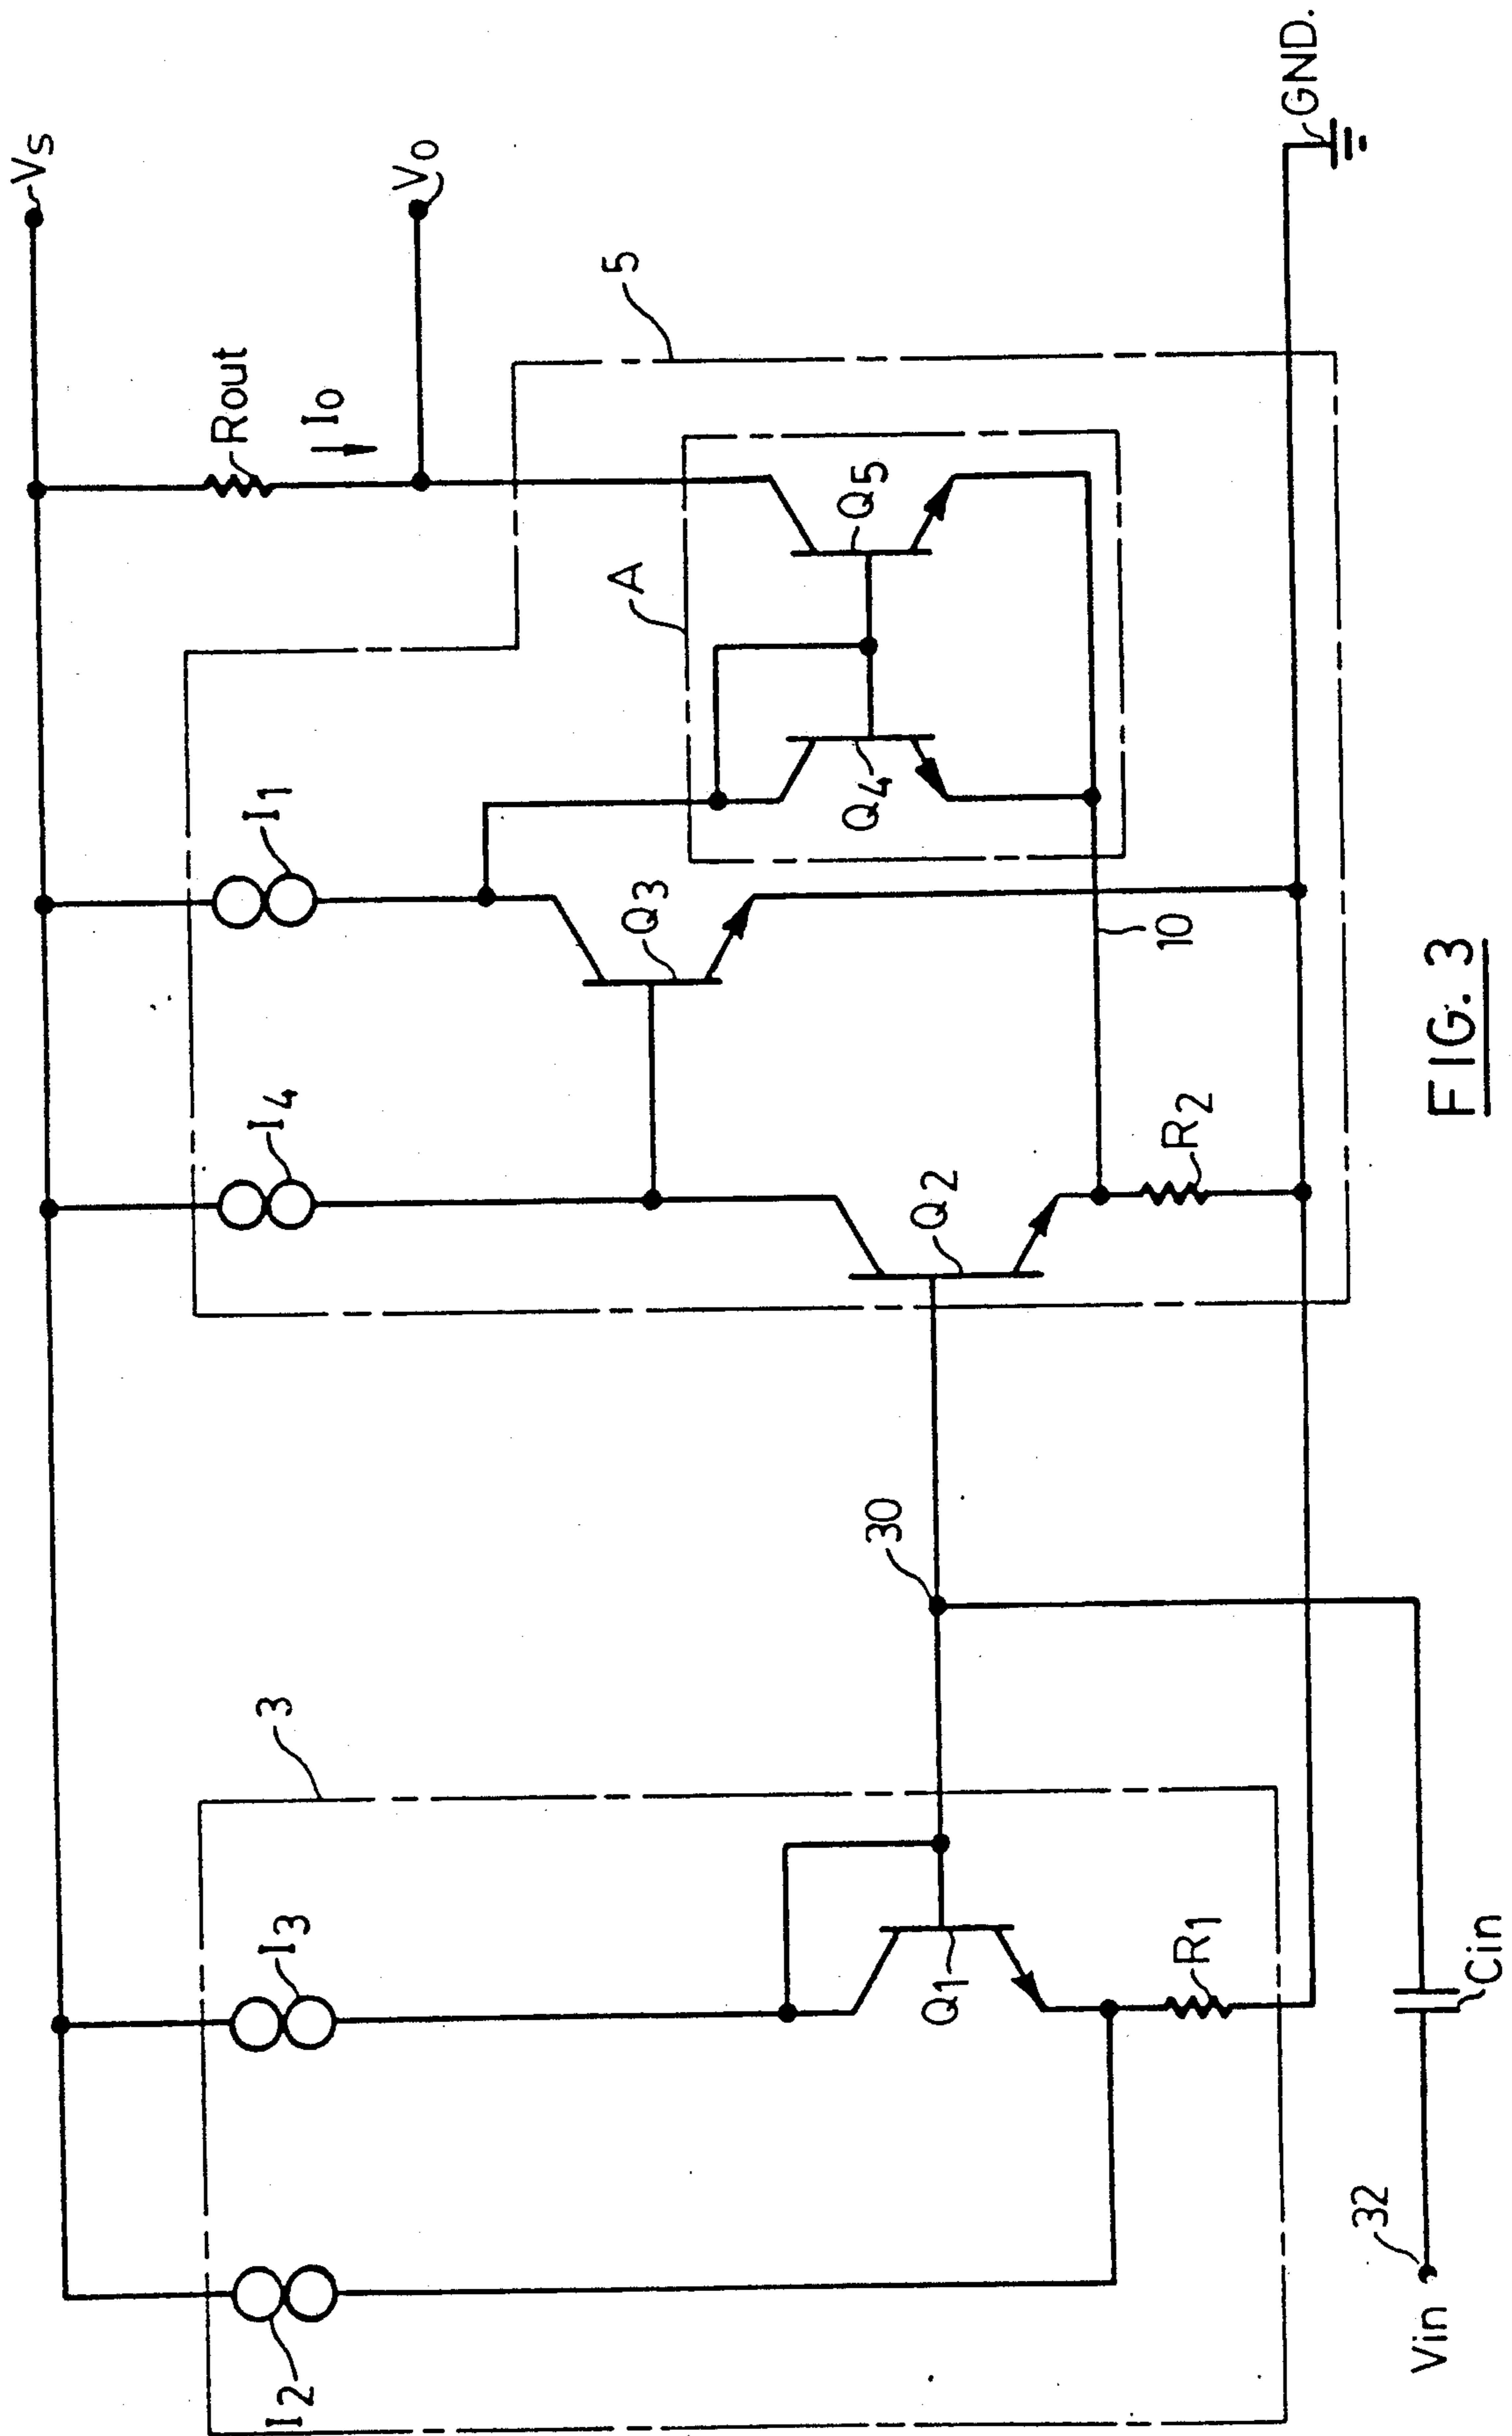 Vs
Vo
Rout
Io
5
A
I1
I4
Q3
Q4
Q5
10
Q2
R2
GND.
30
3
I3
I2
Q1
R1
Cin
32
Vin
FIG. 3